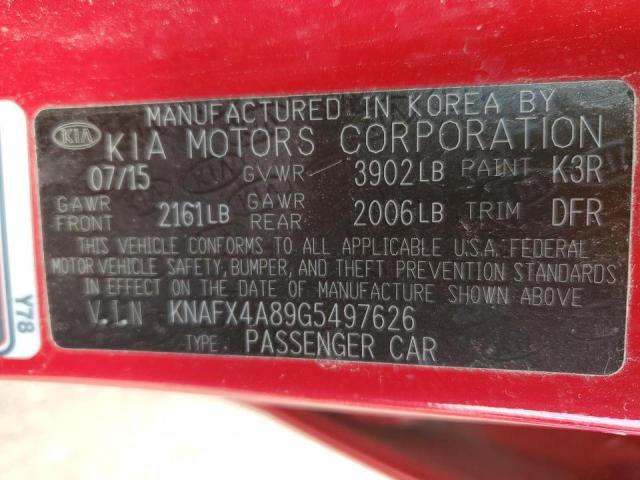 MANUFACTURED IN KOREA BY
KIA KIA MOTORS CORPORATION
07/15 GVWR 3902LB PAINT K3R
GAWR FRONT 2161LB GAWR REAR 2006LB TRIM DFR
THIS VEHICLE CONFORMS TO ALL APPLICABLE U.S.A. FEDERAL
MOTOR VEHICLE SAFETY, BUMPER, AND THEFT PREVENTION STANDARDS
IN EFFECT ON THE DATE OF MANUFACTURE SHOWN ABOVE.
V.I.N KNAFX4A89G5497626
TYPE: PASSENGER CAR
Y78